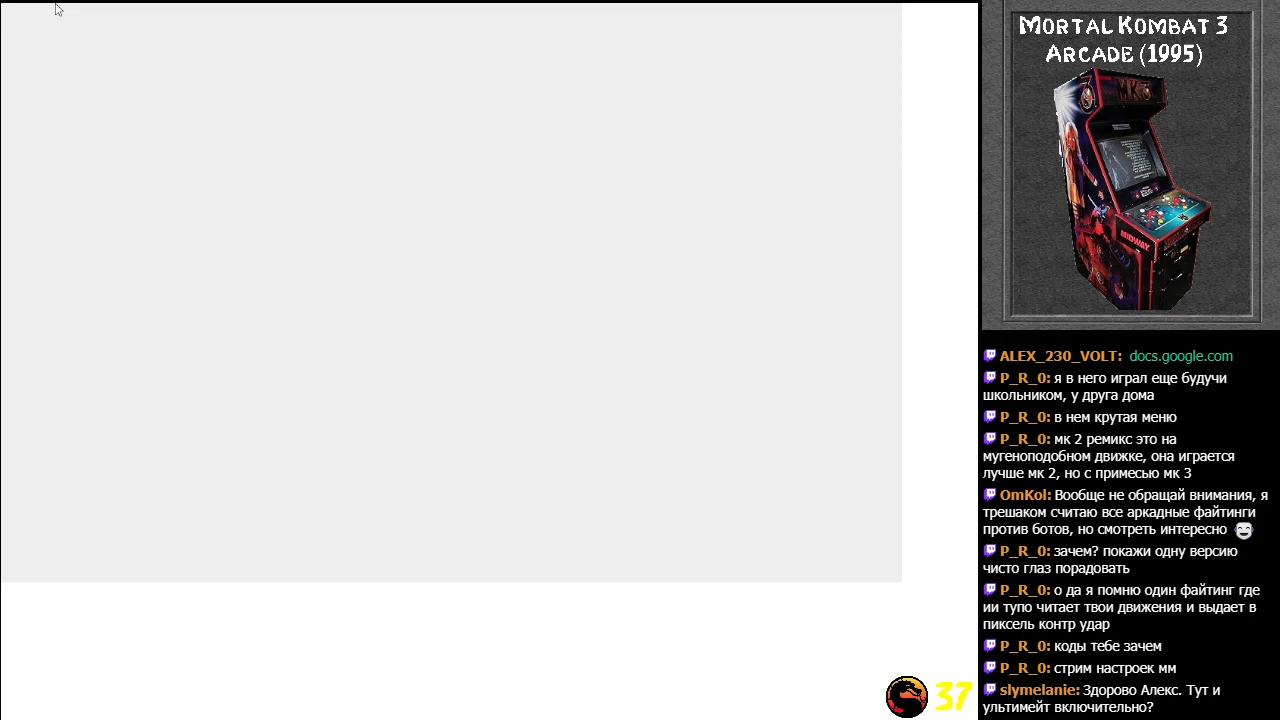 MORTAL KOMBAT 3
ARCADE (1995)
MK3
MIDWAY
ALEX_230_VOLT: docs.google.com
P_R_0: я в него играл еще будучи
школьником, у друга дома
P_R_0: в нем крутая меню
P_R_0: мк 2 ремикс это на
мугеноподобном движке, она играется
лучше мк 2, но с примесью мк 3
OmKol: Вообще не обращай внимания, я
трешаком считаю все аркадные файтинги
против ботов, но смотреть интересно
P_R_0: зачем? покажи одну версию
чисто глаз порадовать
P_R_0: о да я помню один файтинг где
ии тупо читает твои движения и выдает в
пиксель контр удар
P_R_0: коды тебе зачем
P_R_0: стрим настроек мм
slymelanie: Здорово Алекс. Тут и
ультимейт включительно?
37